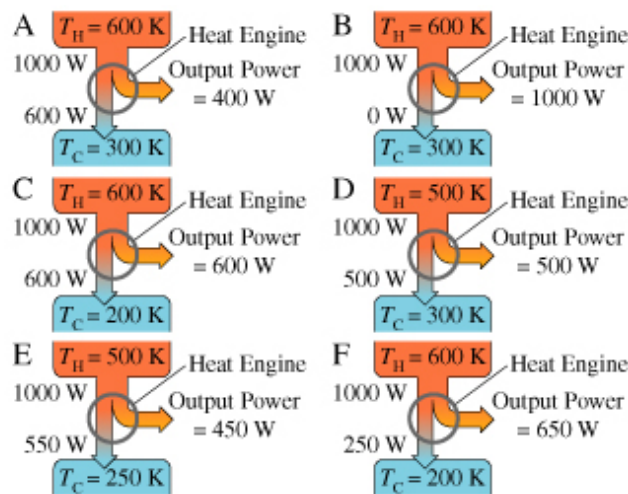 A
T_H = 600 K
1000 W
Heat Engine
Output Power
= 400 W
600 W
T_C = 300 K
B
T_H = 600 K
1000 W
Heat Engine
Output Power
= 1000 W
0 W
T_C = 300 K
C
T_H = 600 K
1000 W
Heat Engine
Output Power
= 600 W
600 W
T_C = 200 K
D
T_H = 500 K
1000 W
Heat Engine
Output Power
= 500 W
500 W
T_C = 300 K
E
T_H = 500 K
1000 W
Heat Engine
Output Power
= 450 W
550 W
T_C = 250 K
F
T_H = 600 K
1000 W
Heat Engine
Output Power
= 650 W
250 W
T_C = 200 K